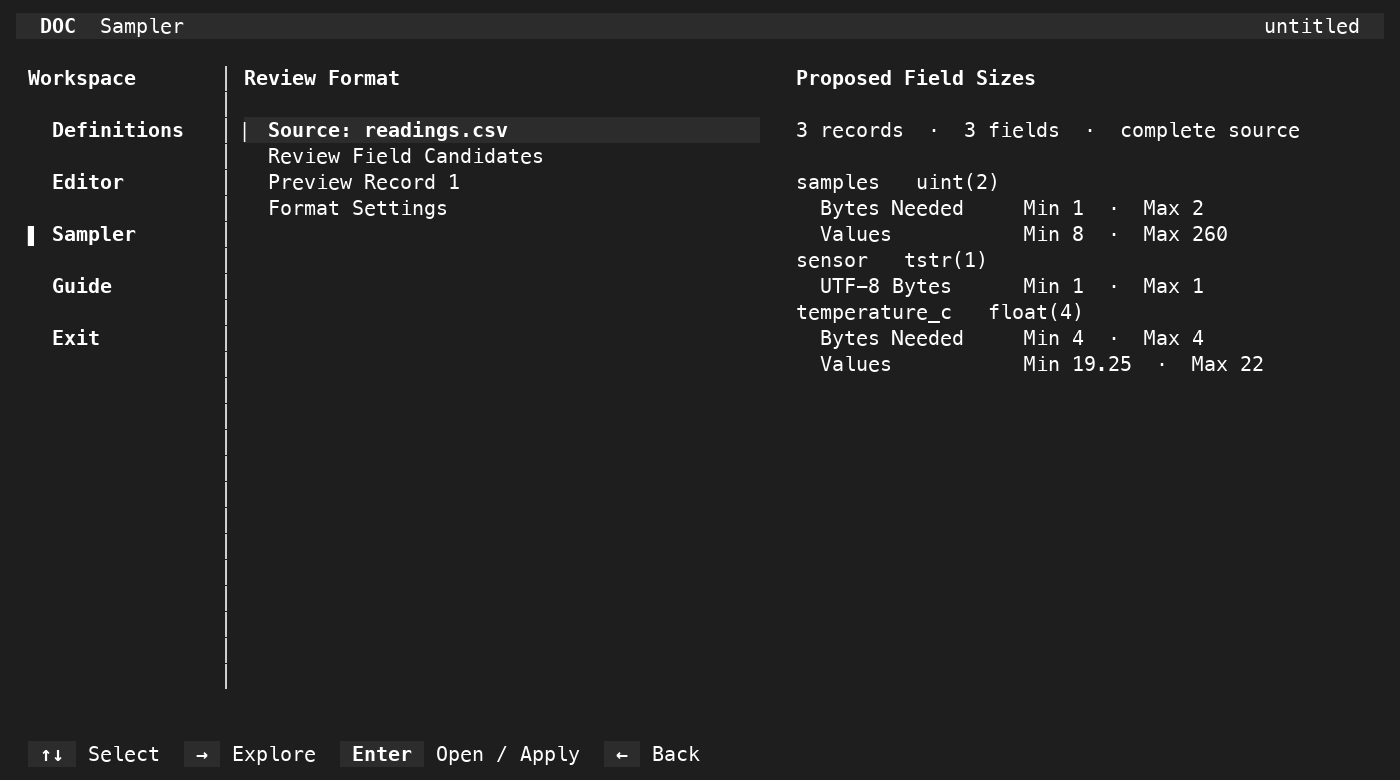 DOC  Sampler  untitled
Workspace
Definitions
Editor
Sampler
Guide
Exit
Review Format
Source: readings.csv
Review Field Candidates
Preview Record 1
Format Settings
Proposed Field Sizes
3 records  ·  3 fields  ·  complete source
samples   uint(2)
Bytes Needed     Min 1  ·  Max 2
Values           Min 8  ·  Max 260
sensor   tstr(1)
UTF-8 Bytes      Min 1  ·  Max 1
temperature_c   float(4)
Bytes Needed     Min 4  ·  Max 4
Values           Min 19.25  ·  Max 22
↑↓ Select  → Explore  Enter Open / Apply  ← Back